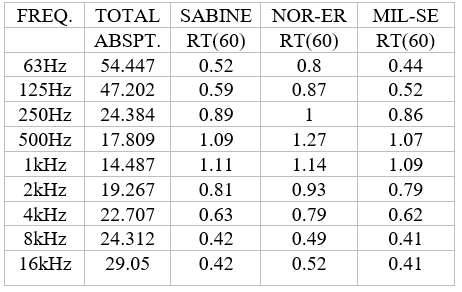 FREQ. TOTAL SABINE NOR-ER MIL-SE
ABSPT. RT(60) RT(60) RT(60)
63Hz 54.447 0.52 0.8 0.44
125Hz 47.202 0.59 0.87 0.52
250Hz 24.384 0.89 1 0.86
500Hz 17.809 1.09 1.27 1.07
1kHz 14.487 1.11 1.14 1.09
2kHz 19.267 0.81 0.93 0.79
4kHz 22.707 0.63 0.79 0.62
8kHz 24.312 0.42 0.49 0.41
16kHz 29.05 0.42 0.52 0.41